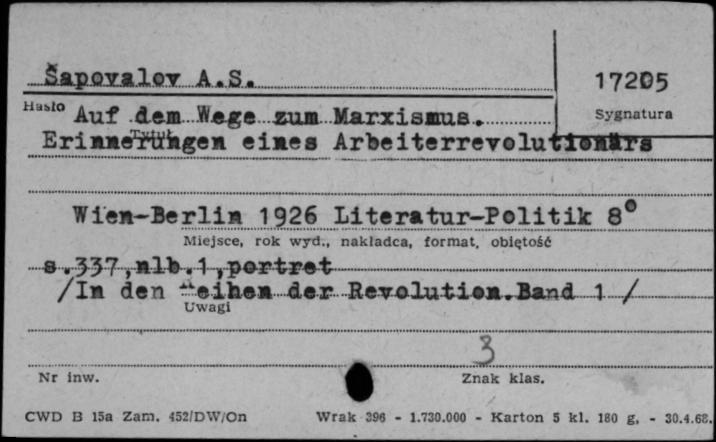 Šapovalov A.S.
17205
Hasło
Sygnatura
Auf dem Wege zum Marxismus.
Tytuł
Erinnerungen eines Arbeiterrevolutionärs
Wien-Berlin 1926 Literatur-Politik 8°
Miejsce, rok wyd., nakładca, format, objętość
s.337,nlb.1,portret
/In den Reihen der Revolution.Band 1 /
Uwagi
3
Nr inw.
Znak klas.
CWD B 15a Zam. 452/DW/On Wrak 396 - 1.730.000 - Karton 5 kl. 180 g. - 30.4.68.